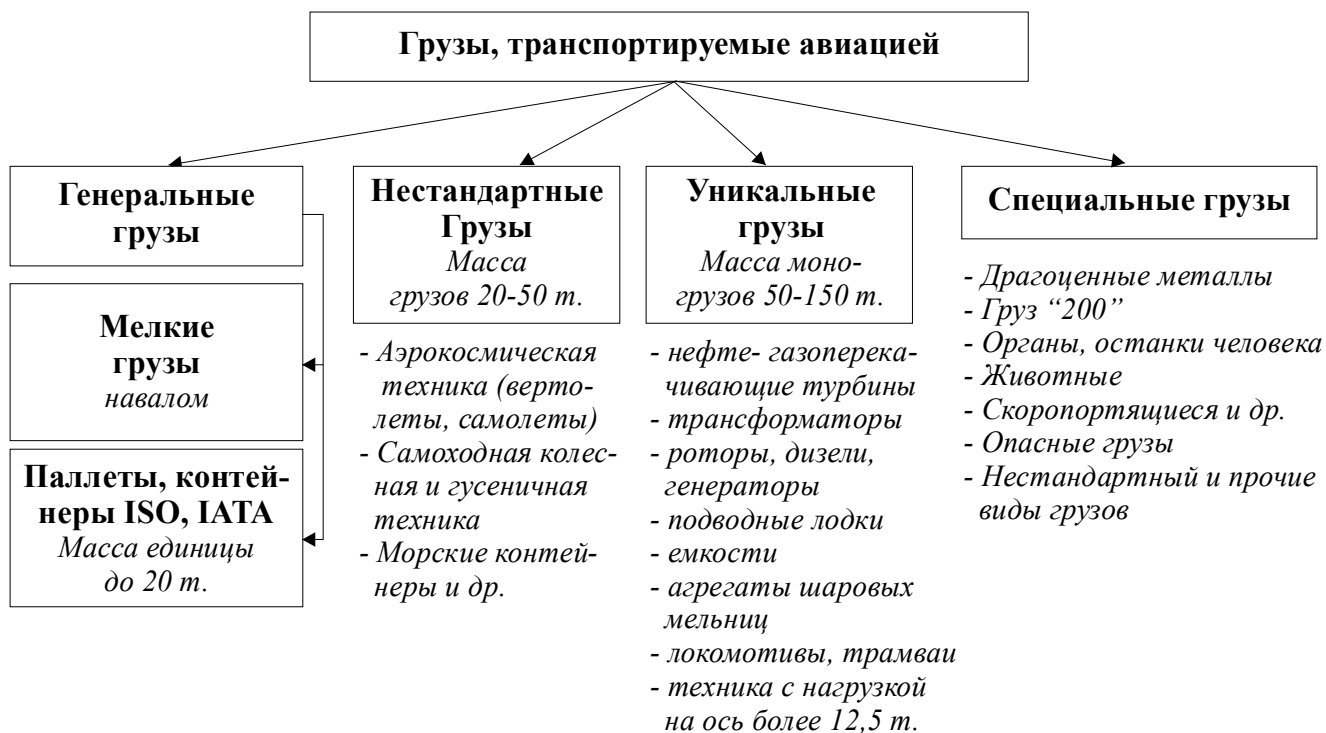 Грузы, транспортируемые авиацией
Генеральные
грузы
Мелкие
грузы
навалом
Паллеты, контей-
неры ISO, IATA
Масса единицы
до 20 т.
Нестандартные
Грузы
Масса
грузов 20-50 т.
- Аэрокосмическая
техника (верто-
леты, самолеты)
- Самоходная колес-
ная и гусеничная
техника
- Морские контей-
неры и др.
Уникальные
грузы
Масса моно-
грузов 50-150 т.
- нефте- газоперека-
чивающие турбины
- трансформаторы
- роторы, дизели,
генераторы
- подводные лодки
- емкости
- агрегаты шаровых
мельниц
- локомотивы, трамваи
- техника с нагрузкой
на ось более 12,5 т.
Специальные грузы
- Драгоценные металлы
- Груз “200”
- Органы, останки человека
- Животные
- Скоропортящиеся и др.
- Опасные грузы
- Нестандартный и прочие
виды грузов